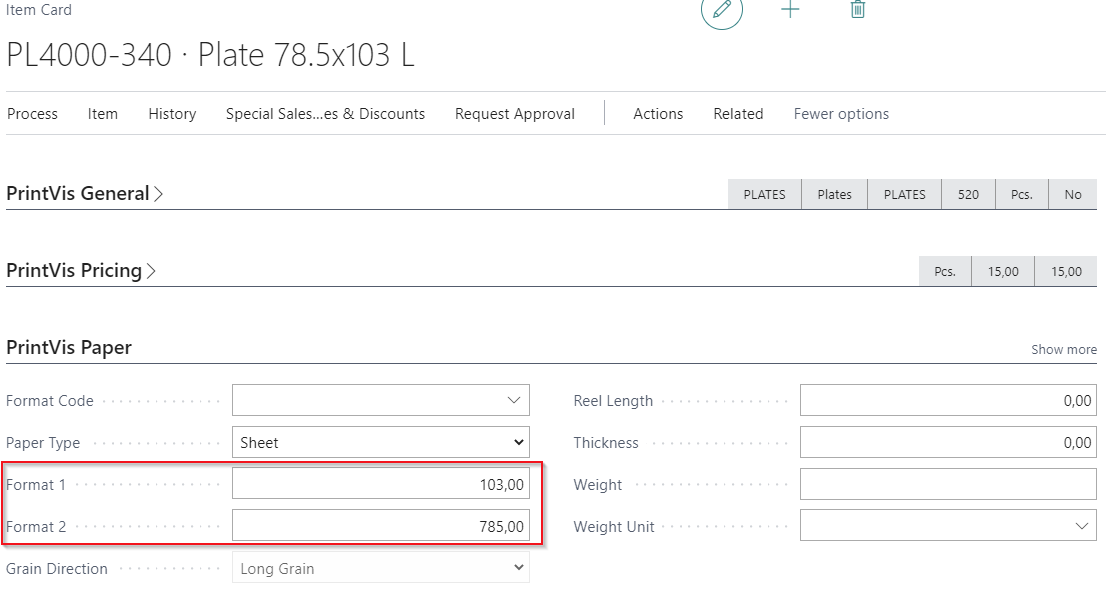 Item Card
PL4000-340 · Plate 78.5x103 L
Process Item History Special Sales...es & Discounts Request Approval Actions Related Fewer options
PrintVis General PLATES Plates PLATES 520 Pcs. No
PrintVis Pricing Pcs. 15,00 15,00
PrintVis Paper Show more
Format Code Reel Length 0,00
Paper Type Sheet Thickness 0,00
Format 1 103,00 Weight
Format 2 785,00 Weight Unit
Grain Direction Long Grain